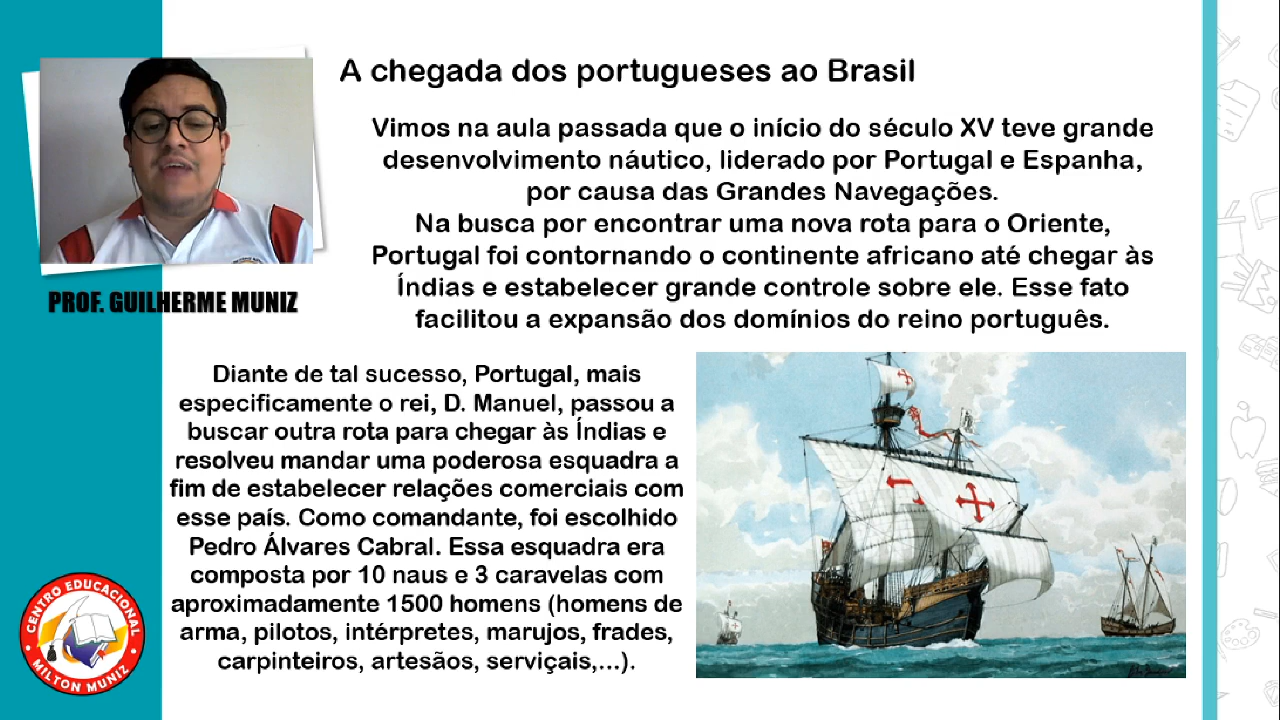 A chegada dos portugueses ao Brasil
Vimos na aula passada que o início do século XV teve grande
desenvolvimento náutico, liderado por Portugal e Espanha,
por causa das Grandes Navegações.
Na busca por encontrar uma nova rota para o Oriente,
Portugal foi contornando o continente africano até chegar às
Índias e estabelecer grande controle sobre ele. Esse fato
facilitou a expansão dos domínios do reino português.
PROF. GUILHERME MUNIZ
Diante de tal sucesso, Portugal, mais
especificamente o rei, D. Manuel, passou a
buscar outra rota para chegar às Índias e
resolveu mandar uma poderosa esquadra a
fim de estabelecer relações comerciais com
esse país. Como comandante, foi escolhido
Pedro Álvares Cabral. Essa esquadra era
composta por 10 naus e 3 caravelas com
aproximadamente 1500 homens (homens de
arma, pilotos, intérpretes, marujos, frades,
carpinteiros, artesãos, serviçais,...).
CENTRO EDUCACIONAL
MILTON MUNIZ